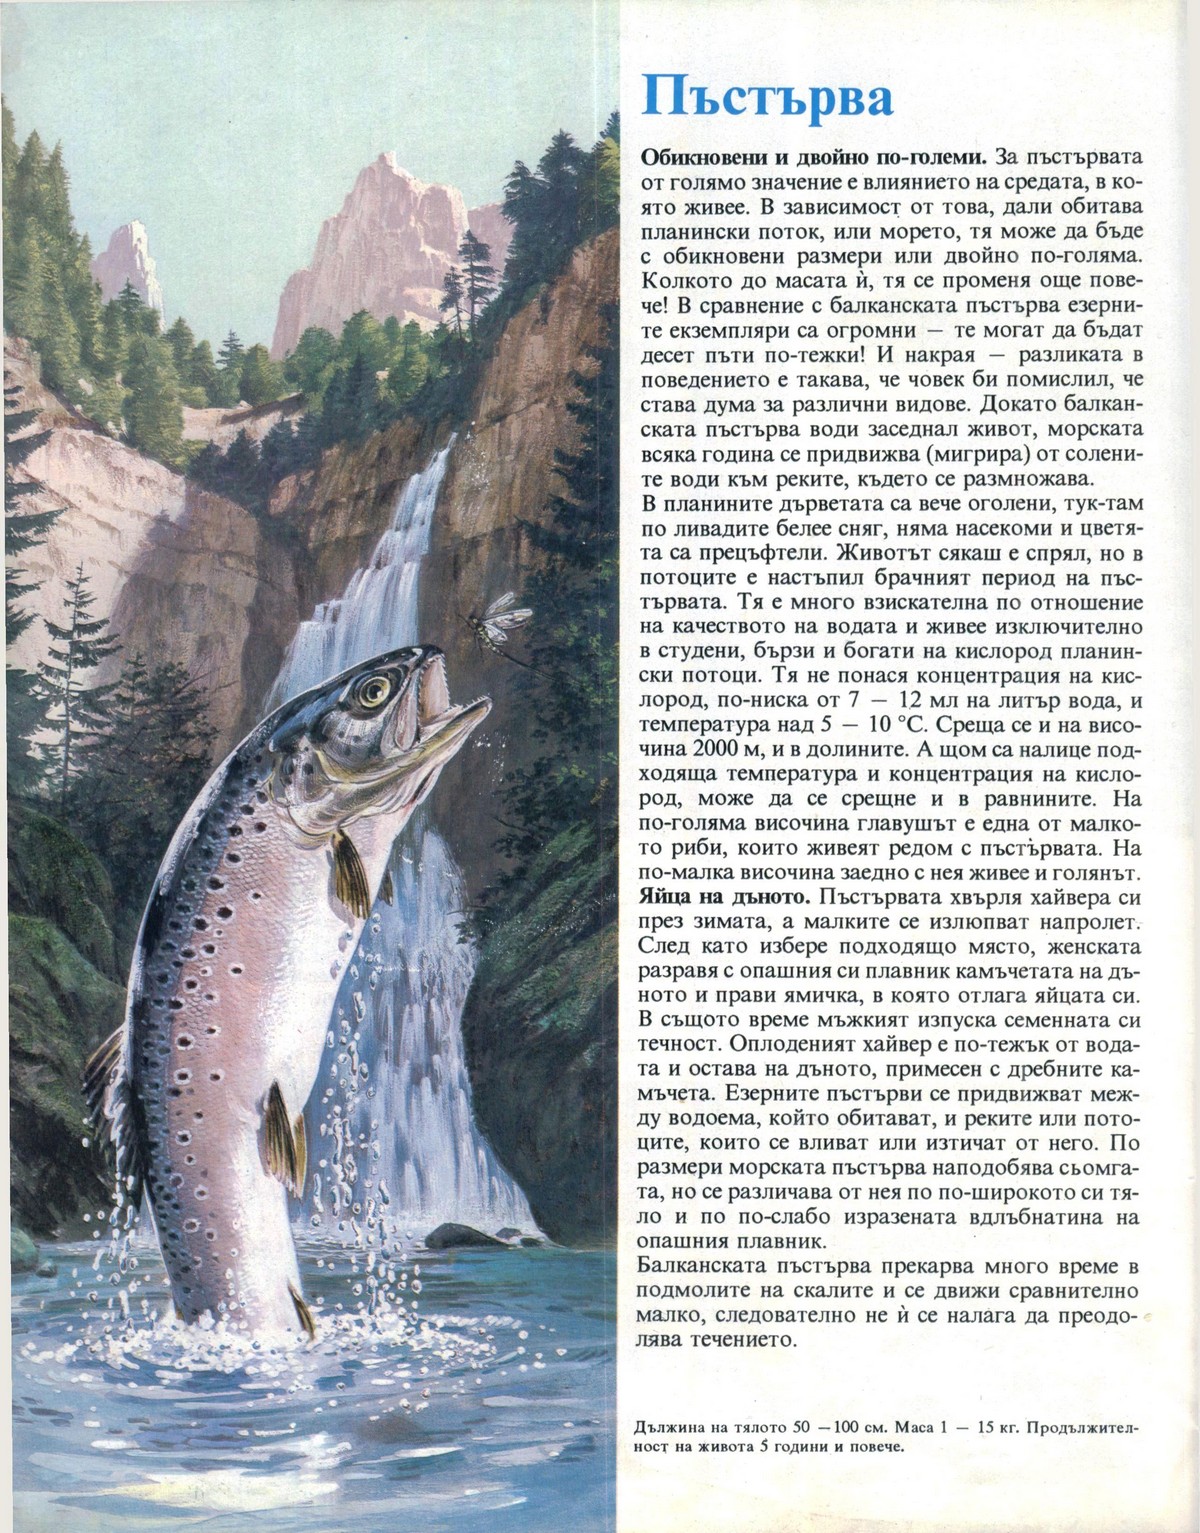 Пъстърва
Обикновени и двойно по-големи. За пъстървата
от голямо значение е влиянието на средата, в ко-
ято живее. В зависимост от това, дали обитава
планински поток, или морето, тя може да бъде
с обикновени размери или двойно по-голяма.
Колкото до масата ѝ, тя се променя още пове-
че! В сравнение с балканската пъстърва езерни-
те екземпляри са огромни — те могат да бъдат
десет пъти по-тежки! И накрая — разликата в
поведението е такава, че човек би помислил, че
става дума за различни видове. Докато балкан-
ската пъстърва води заседнал живот, морската
всяка година се придвижва (мигрира) от солени-
те води към реките, където се размножава.
В планините дърветата са вече оголени, тук-там
по ливадите белее сняг, няма насекоми и цветя-
та са прецъфтели. Животът сякаш е спрял, но в
потоците е настъпил брачният период на пъс-
тървата. Тя е много взискателна по отношение
на качеството на водата и живее изключително
в студени, бързи и богати на кислород планин-
ски потоци. Тя не понася концентрация на кис-
лород, по-ниска от 7 — 12 мл на литър вода, и
температура над 5 — 10 °С. Среща се и на висо-
чина 2000 м, и в долините. А щом са налице под-
ходяща температура и концентрация на кисло-
род, може да се срещне и в равнините. На
по-голяма височина главушът е една от малко-
то риби, които живеят редом с пъстървата. На
по-малка височина заедно с нея живее и голянът.
Яйца на дъното. Пъстървата хвърля хайвера си
през зимата, а малките се излюпват напролет.
След като избере подходящо място, женската
разравя с опашния си плавник камъчетата на дъ-
ното и прави ямичка, в която отлага яйцата си.
В същото време мъжкият изпуска семенната си
течност. Оплоденият хайвер е по-тежък от вода-
та и остава на дъното, примесен с дребните ка-
мъчета. Езерните пъстърви се придвижват меж-
ду водоема, който обитават, и реките или пото-
ците, които се вливат или изтичат от него. По
размери морската пъстърва наподобява сьомга-
та, но се различава от нея по по-широкото си тя-
ло и по по-слабо изразената вдлъбнатина на
опашния плавник.
Балканската пъстърва прекарва много време в
подмолите на скалите и се движи сравнително
малко, следователно не ѝ се налага да преодо-
лява течението.
Дължина на тялото 50 — 100 см. Маса 1 — 15 кг. Продължител-
ност на живота 5 години и повече.